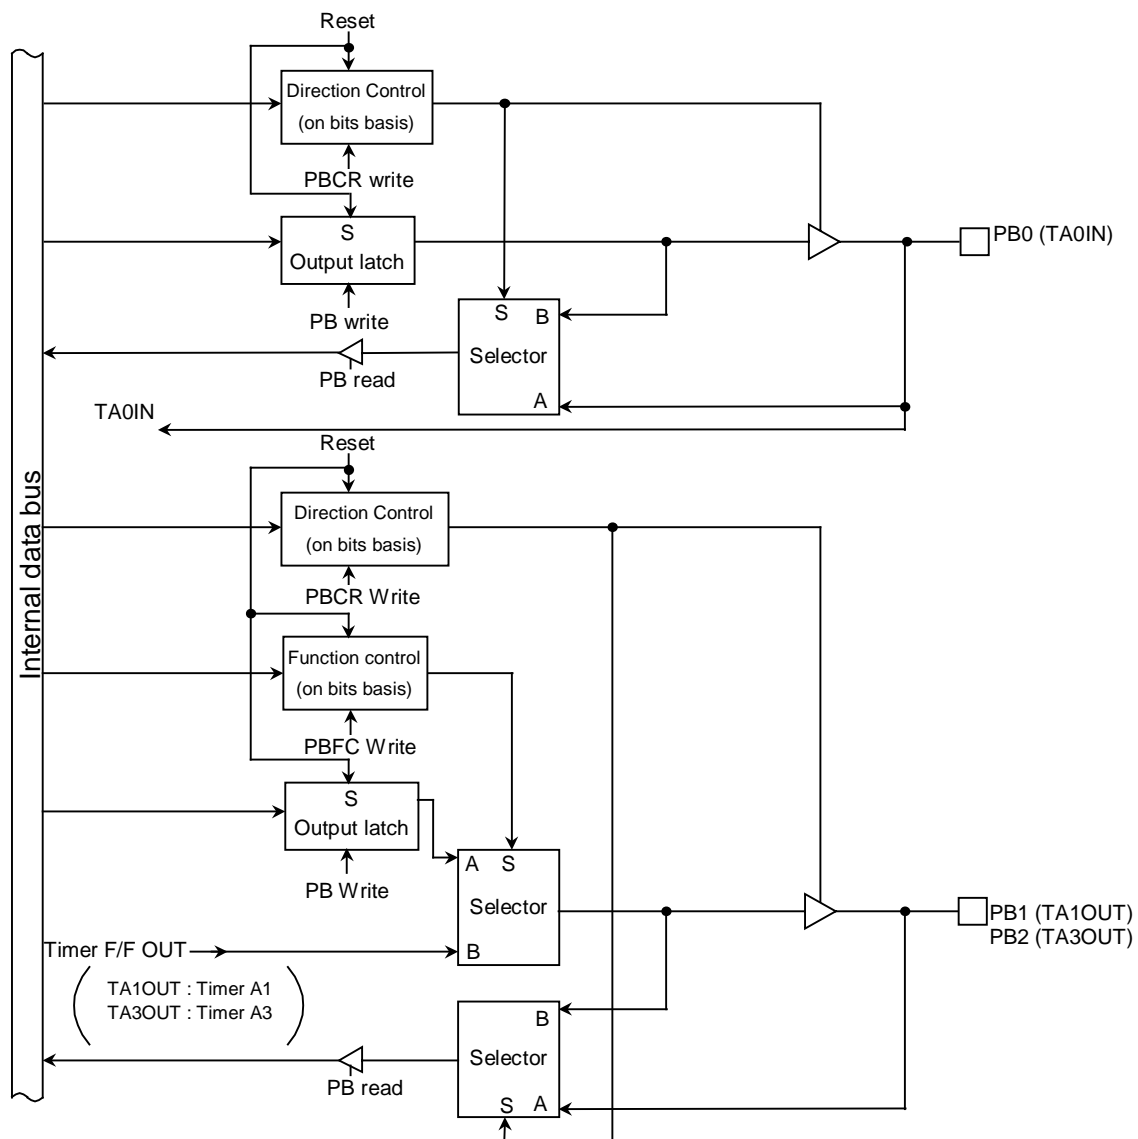 Reset
Direction Control
(on bits basis)
PBCR write
S
Output latch
PB write
PB0 (TA0IN)
S B
Selector
A
PB read
TA0IN
Reset
Internal data bus
Direction Control
(on bits basis)
PBCR Write
Function control
(on bits basis)
PBFC Write
S
Output latch
PB Write
A S
Selector
B
Timer F/F OUT
TA1OUT : Timer A1
TA3OUT : Timer A3
PB1 (TA1OUT)
PB2 (TA3OUT)
B
Selector
S A
PB read